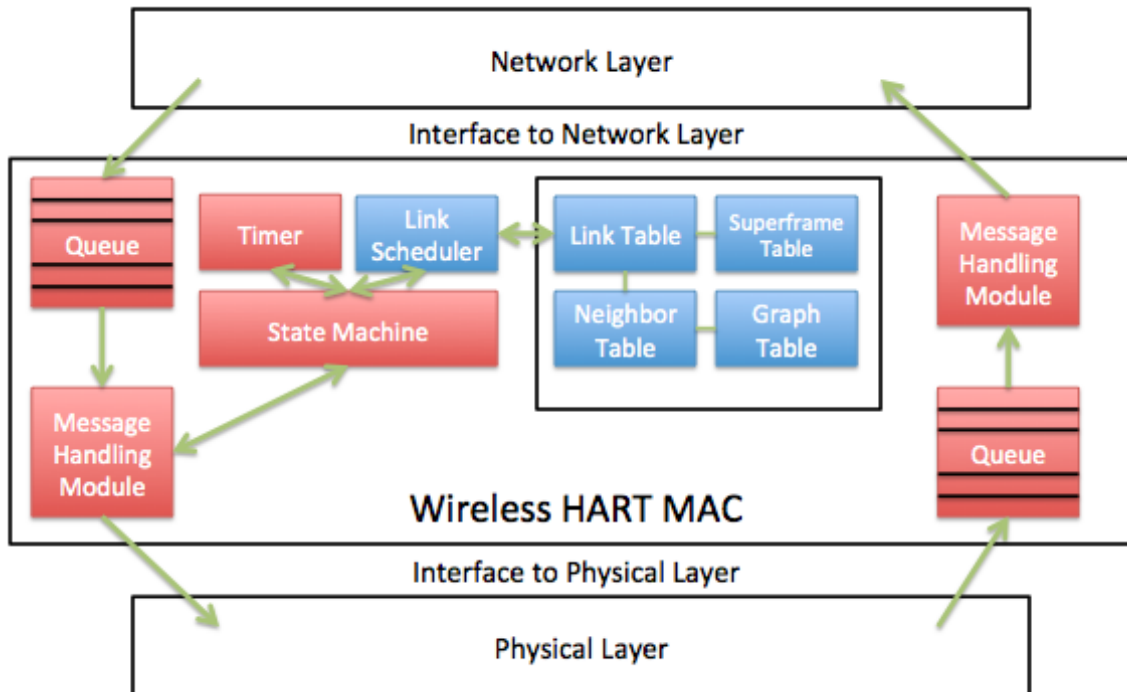 Network Layer
Interface to Network Layer
Queue
Timer
Link
Scheduler
Link Table
Superframe
Table
Message
Handling
Module
State Machine
Neighbor
Table
Graph
Table
Message
Handling
Module
Queue
Wireless HART MAC
Interface to Physical Layer
Physical Layer